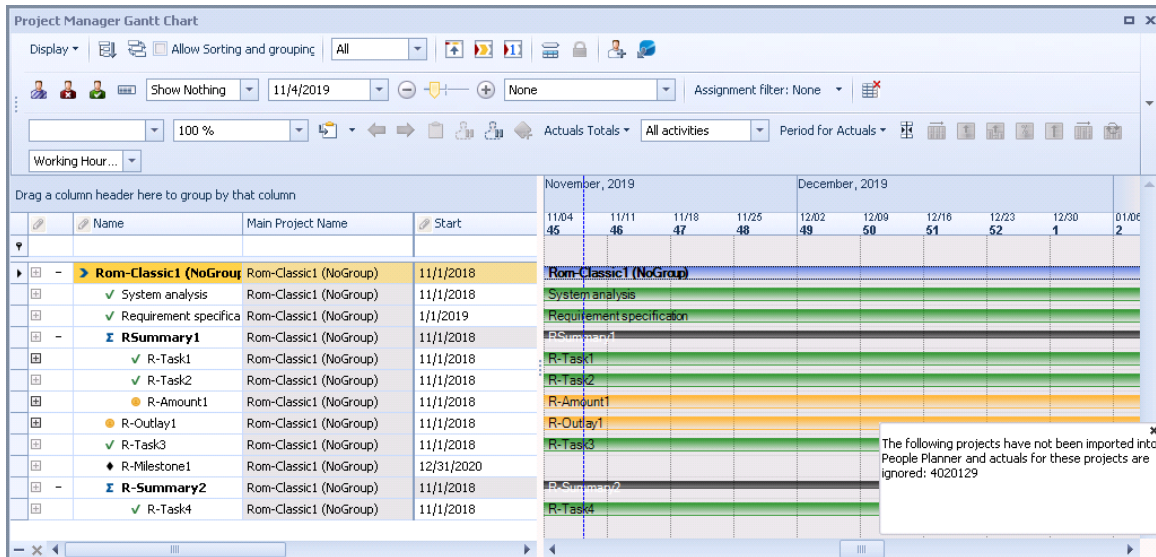 Project Manager Gantt Chart
Display Allow Sorting and grouping All
Show Nothing 11/4/2019 None Assignment filter: None
100 % Actuals Totals All activities Period for Actuals
Working Hour...
Drag a column header here to group by that column
November, 2019 December, 2019
Name Main Project Name Start
11/04 11/11 11/18 11/25 12/02 12/09 12/16 12/23 12/30 01/06
45 46 47 48 49 50 51 52 1 2
Rom-Classic1 (NoGroup Rom-Classic1 (NoGroup) 11/1/2018 Rom-Classic1 (NoGroup)
System analysis Rom-Classic1 (NoGroup) 11/1/2018 System analysis
Requirement specifica Rom-Classic1 (NoGroup) 1/1/2019 Requirement specification
Σ RSummary1 Rom-Classic1 (NoGroup) 11/1/2018 RSummary1
R-Task1 Rom-Classic1 (NoGroup) 11/1/2018 R-Task1
R-Task2 Rom-Classic1 (NoGroup) 11/1/2018 R-Task2
R-Amount1 Rom-Classic1 (NoGroup) 11/1/2018 R-Amount1
R-Outlay1 Rom-Classic1 (NoGroup) 11/1/2018 R-Outlay1
R-Task3 Rom-Classic1 (NoGroup) 11/1/2018 R-Task3
R-Milestone1 Rom-Classic1 (NoGroup) 12/31/2020
Σ R-Summary2 Rom-Classic1 (NoGroup) 11/1/2018 R-Summary2
R-Task4 Rom-Classic1 (NoGroup) 11/1/2018 R-Task4
The following projects have not been imported into
People Planner and actuals for these projects are
ignored: 4020129